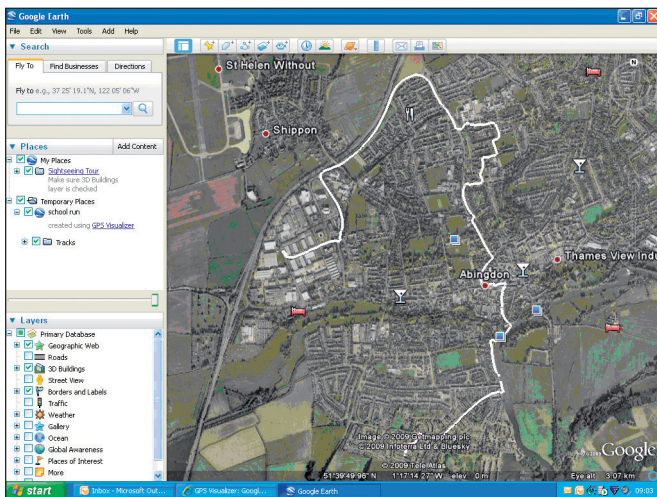 Google Earth
File Edit View Tools Add Help
Search
Fly To Find Businesses Directions
Fly to e.g., 37 25' 19.1"N, 122 05' 06"W
Places Add Content
My Places
Sightseeing Tour
Make sure 3D Buildings
layer is checked
Temporary Places
school run
created using GPS Visualizer
Tracks
Layers
Primary Database
Geographic Web
Roads
3D Buildings
Street View
Borders and Labels
Traffic
Weather
Gallery
Ocean
Global Awareness
Places of Interest
More
St Helen Without
Shippon
N
Thames View Indu
Abingdon
Image © 2009 Getmapping plc
© 2009 Infoterra Ltd & Bluesky
© 2009 Tele Atlas
Google
51°39'49.96" N 1°17'14.27" W elev 0 m
Eye alt 3.07 km
start
Inbox - Microsoft Out...
GPS Visualizer: Googl...
Google Earth
09:03